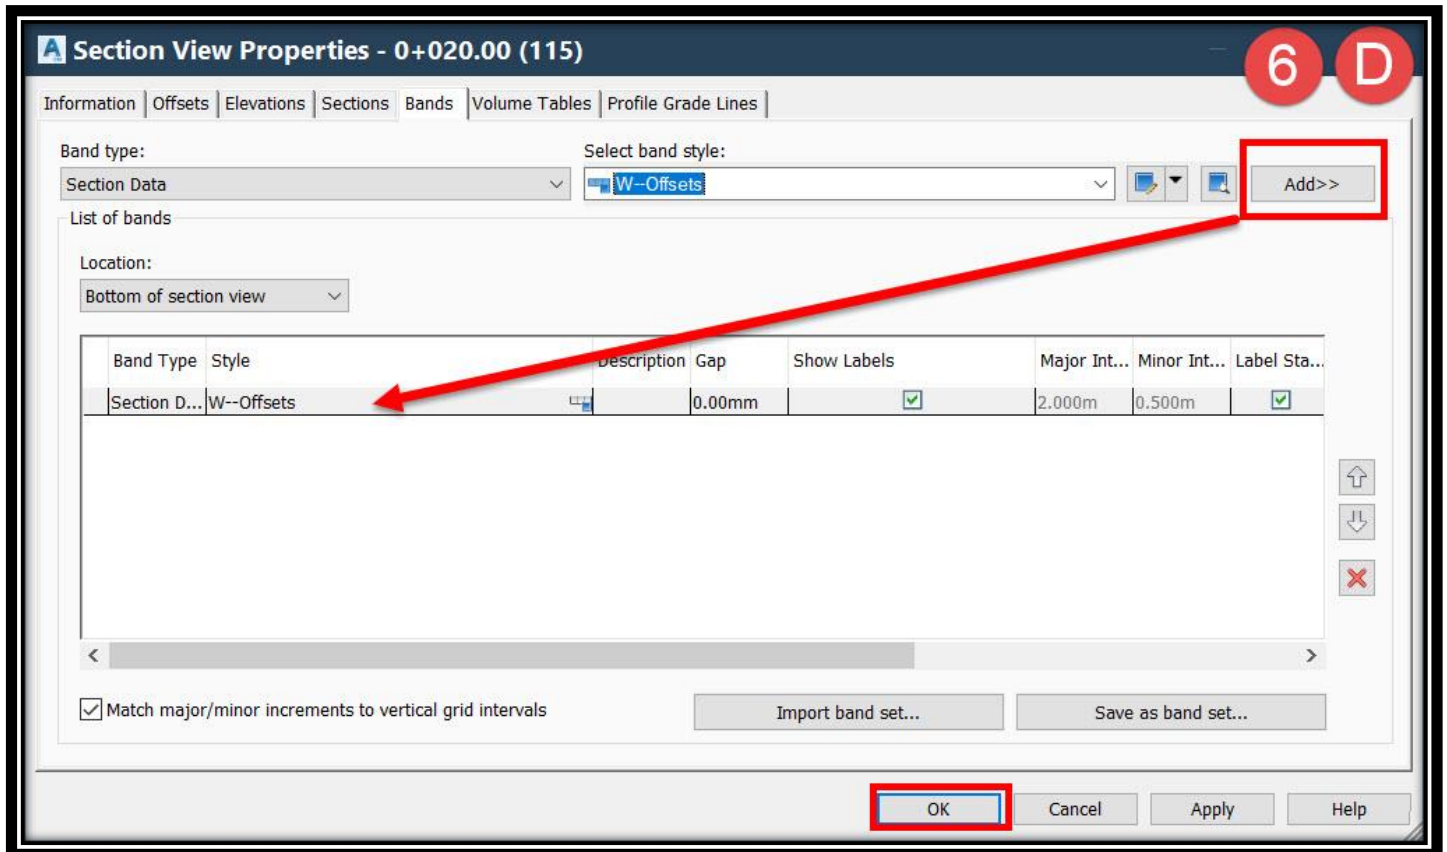 Section View Properties - 0+020.00 (115)
6 D
Information Offsets Elevations Sections Bands Volume Tables Profile Grade Lines
Band type: Select band style:
Section Data W--Offsets Add>>
List of bands
Location:
Bottom of section view
Band Type Style Description Gap Show Labels Major Int... Minor Int... Label Sta...
Section D... W--Offsets 0.00mm 2.000m 0.500m
Match major/minor increments to vertical grid intervals Import band set... Save as band set...
OK Cancel Apply Help